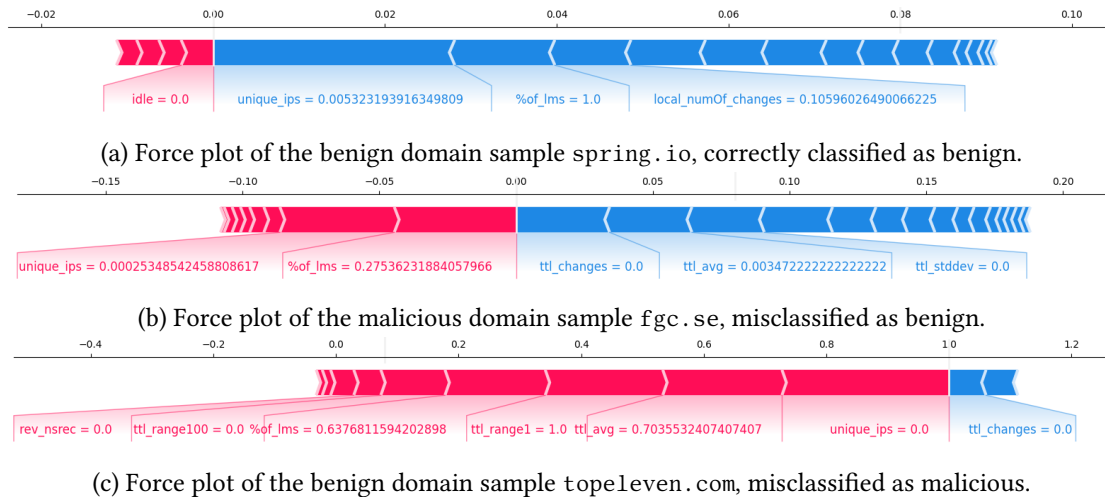 −0.02 0.00 0.02 0.04 0.06 0.08 0.10
idle = 0.0 unique_ips = 0.005323193916349809 %of_lms = 1.0 local_numOf_changes = 0.10596026490066225
(a) Force plot of the benign domain sample spring.io, correctly classified as benign.
−0.15 −0.10 −0.05 0.00 0.05 0.10 0.15 0.20
unique_ips = 0.00025348542458808617 %of_lms = 0.27536231884057966 ttl_changes = 0.0 ttl_avg = 0.003472222222222222 ttl_stddev = 0.0
(b) Force plot of the malicious domain sample fgc.se, misclassified as benign.
−0.4 −0.2 0.0 0.2 0.4 0.6 0.8 1.0 1.2
rev_nsrec = 0.0 ttl_range100 = 0.0 %of_lms = 0.6376811594202898 ttl_range1 = 1.0 ttl_avg = 0.7035532407407407 unique_ips = 0.0 ttl_changes = 0.0
(c) Force plot of the benign domain sample topeleven.com, misclassified as malicious.